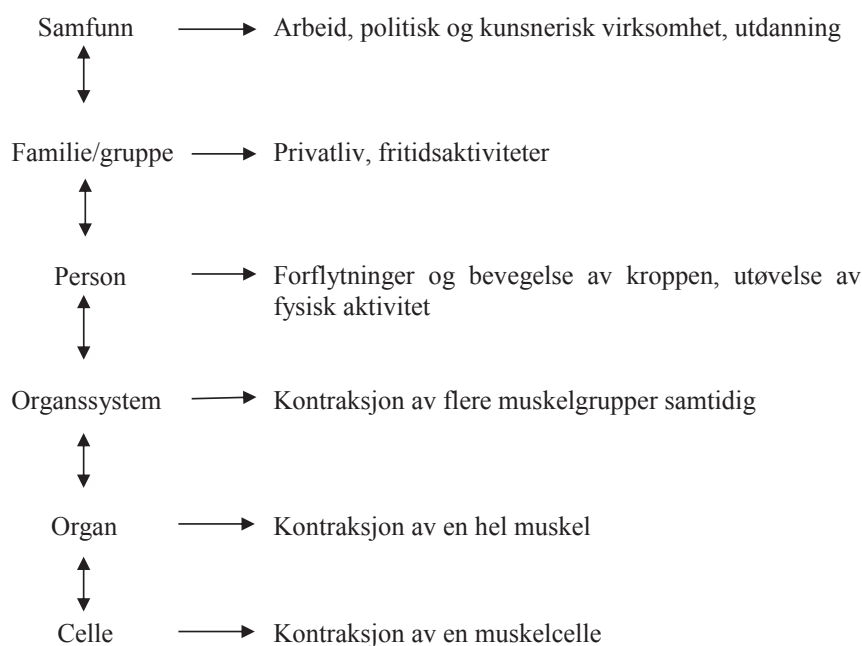 Samfunn Arbeid, politisk og kunsnerisk virksomhet, utdanning
Familie/gruppe Privatliv, fritidsaktiviteter
Person Forflytninger og bevegelse av kroppen, utøvelse av
fysisk aktivitet
Organssystem Kontraksjon av flere muskelgrupper samtidig
Organ Kontraksjon av en hel muskel
Celle Kontraksjon av en muskelcelle